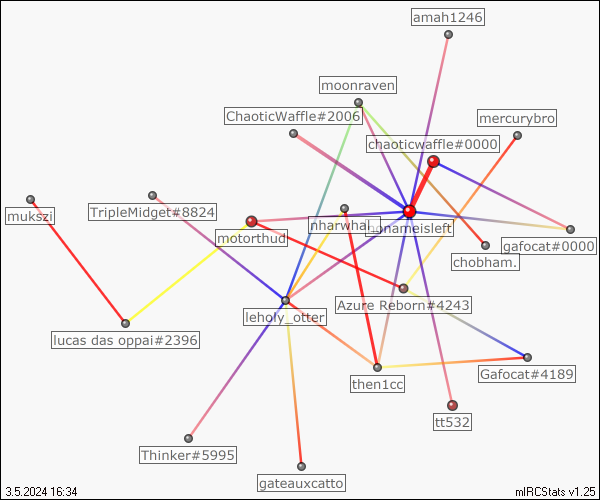 amah1246
moonraven
ChaoticWaffle#2006
mercurybro
chaoticwaffle#0000
mukszi
TripleMidget#8824
motorthud
nharwhal_
nonameisleft
gafocat#0000
chobham.
leholy_otter
Azure Reborn#4243
lucas das oppai#2396
then1cc
Gafocat#4189
tt532
Thinker#5995
gateauxcatto
3.5.2024 16:34
mIRCStats v1.25